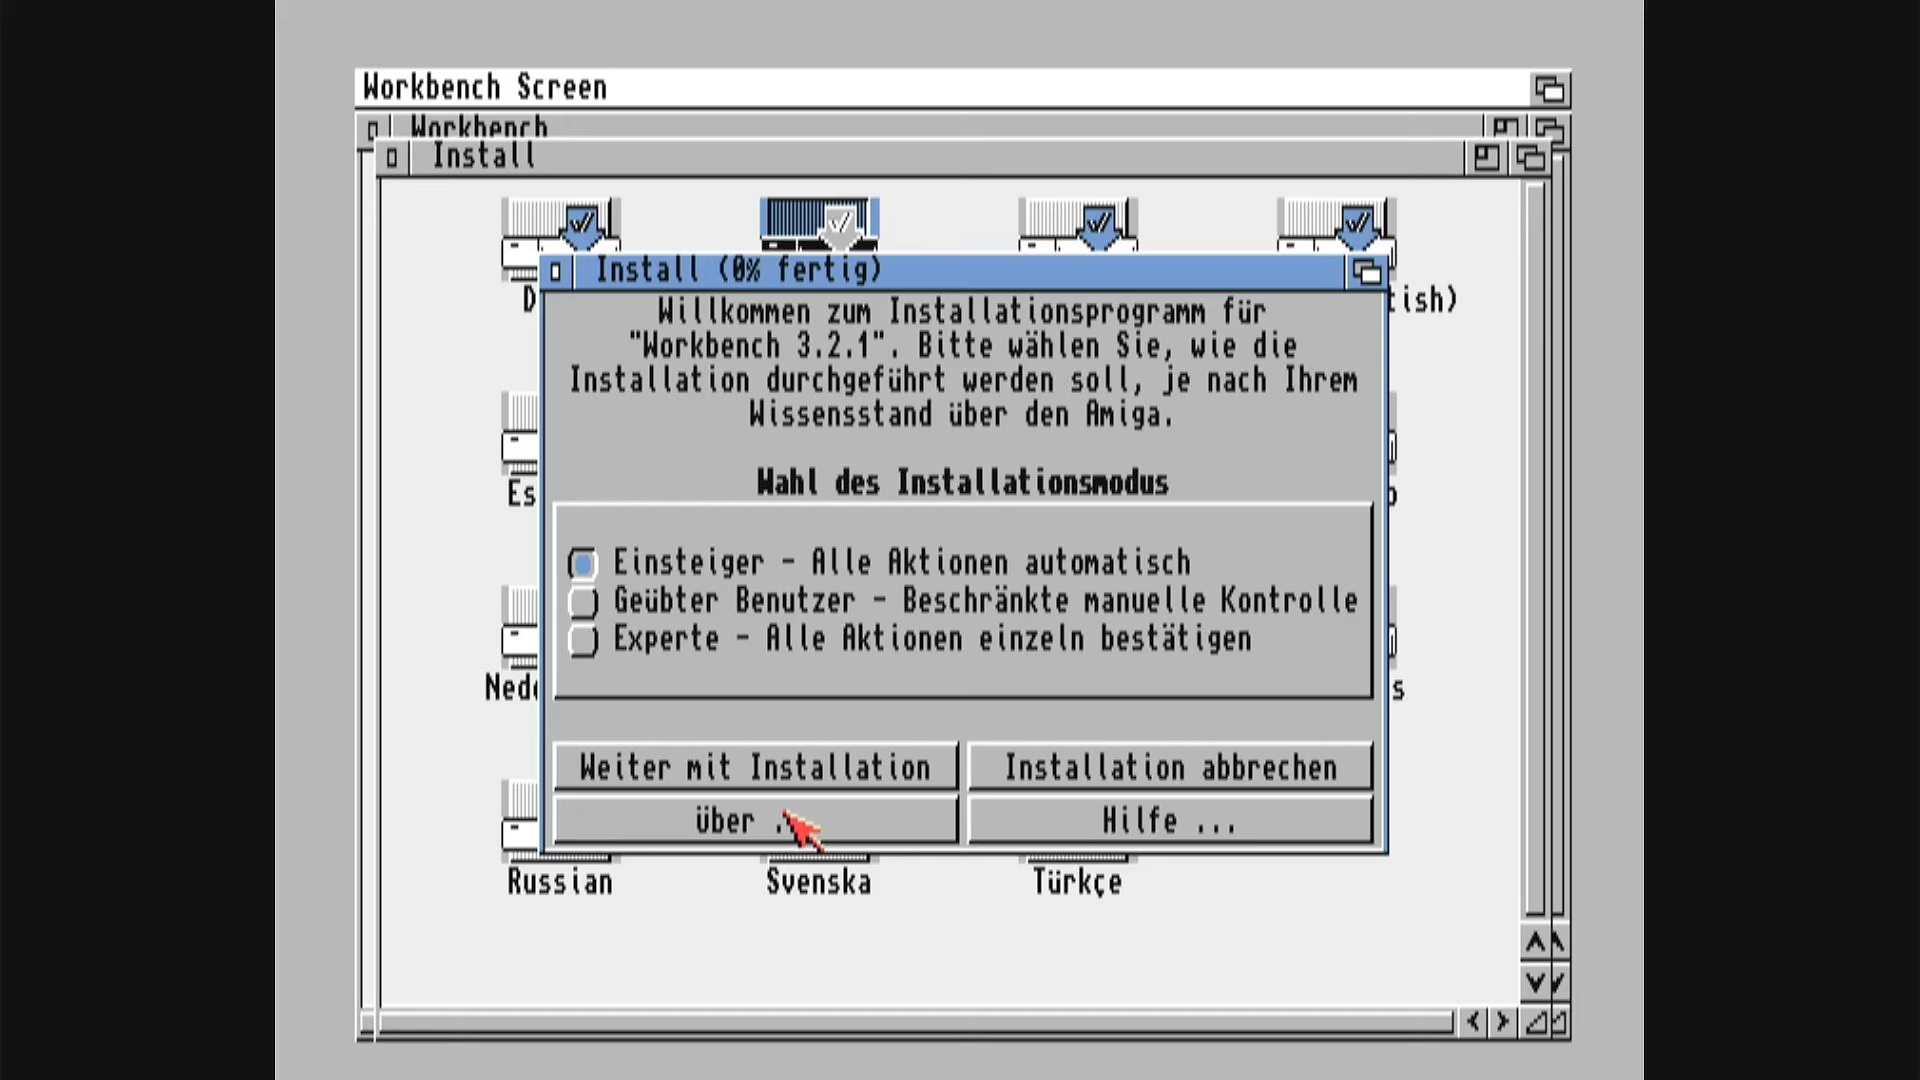 Workbench Screen
Workbench
Install
D
tish)
Install (0% fertig)
Willkommen zum Installationsprogramm für
"Workbench 3.2.1". Bitte wählen Sie, wie die
Installation durchgeführt werden soll, je nach Ihrem
Wissensstand über den Amiga.
Wahl des Installationsmodus
Es
Einsteiger - Alle Aktionen automatisch
Geübter Benutzer - Beschränkte manuelle Kontrolle
Experte - Alle Aktionen einzeln bestätigen
Nede
s
Weiter mit Installation
Installation abbrechen
über .
Hilfe ...
Russian
Svenska
Türkçe